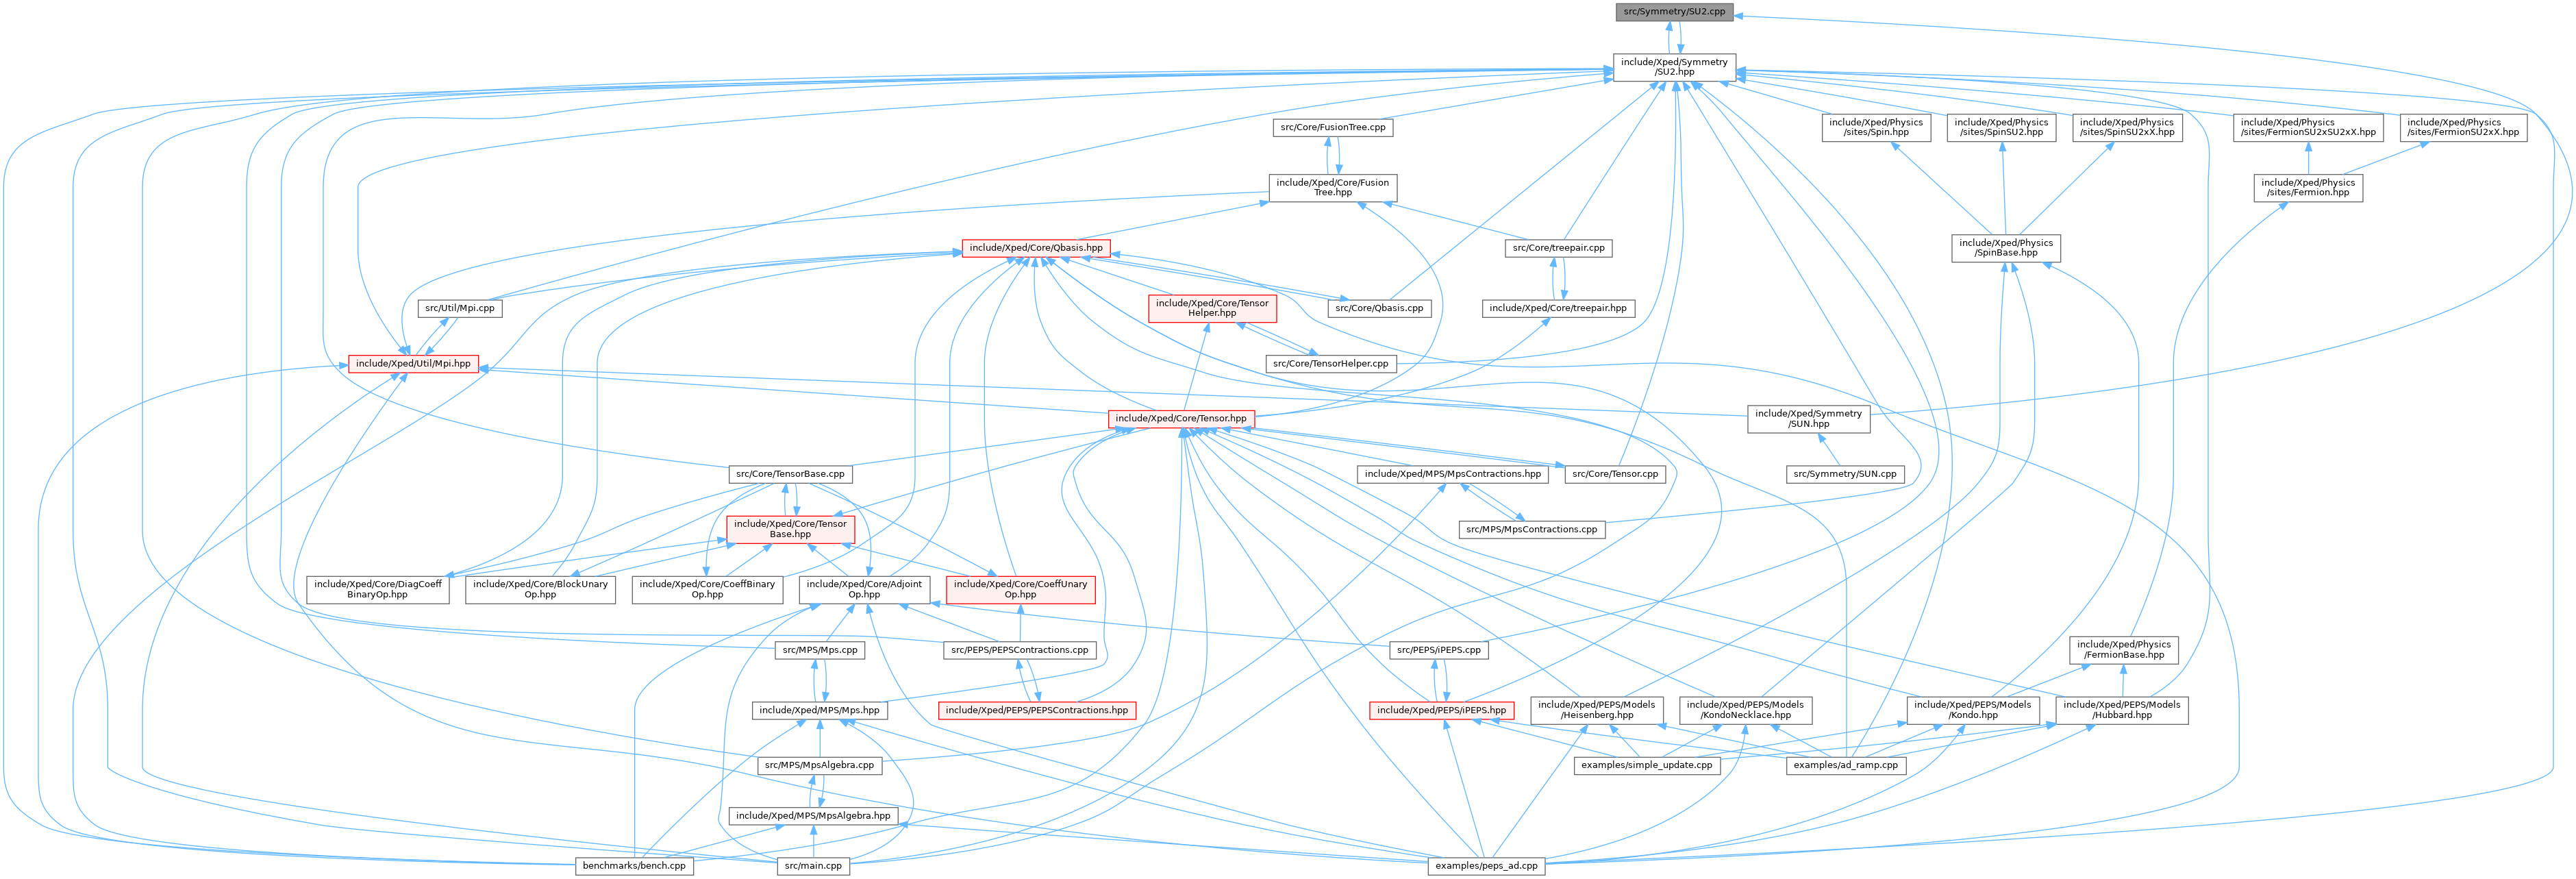 src/Symmetry/SU2.cpp
include/Xped/Symmetry
/SU2.hpp
src/Core/FusionTree.cpp
include/Xped/Physics
/sites/Spin.hpp
include/Xped/Physics
/sites/SpinSU2.hpp
include/Xped/Physics
/sites/SpinSU2xX.hpp
include/Xped/Physics
/sites/FermionSU2xSU2xX.hpp
include/Xped/Physics
/sites/FermionSU2xX.hpp
include/Xped/Core/Fusion
Tree.hpp
include/Xped/Physics
/sites/Fermion.hpp
include/Xped/Core/Qbasis.hpp
src/Core/treepair.cpp
include/Xped/Physics
/SpinBase.hpp
src/Util/Mpi.cpp
include/Xped/Core/Tensor
Helper.hpp
src/Core/Qbasis.cpp
include/Xped/Core/treepair.hpp
include/Xped/Util/Mpi.hpp
src/Core/TensorHelper.cpp
include/Xped/Core/Tensor.hpp
include/Xped/Symmetry
/SUN.hpp
src/Core/TensorBase.cpp
include/Xped/MPS/MpsContractions.hpp
src/Core/Tensor.cpp
src/Symmetry/SUN.cpp
include/Xped/Core/Tensor
Base.hpp
src/MPS/MpsContractions.cpp
include/Xped/Core/DiagCoeff
BinaryOp.hpp
include/Xped/Core/BlockUnary
Op.hpp
include/Xped/Core/CoeffBinary
Op.hpp
include/Xped/Core/Adjoint
Op.hpp
include/Xped/Core/CoeffUnary
Op.hpp
src/MPS/Mps.cpp
src/PEPS/PEPSContractions.cpp
src/PEPS/iPEPS.cpp
include/Xped/Physics
/FermionBase.hpp
include/Xped/MPS/Mps.hpp
include/Xped/PEPS/PEPSContractions.hpp
include/Xped/PEPS/iPEPS.hpp
include/Xped/PEPS/Models
/Heisenberg.hpp
include/Xped/PEPS/Models
/KondoNecklace.hpp
include/Xped/PEPS/Models
/Kondo.hpp
include/Xped/PEPS/Models
/Hubbard.hpp
src/MPS/MpsAlgebra.cpp
examples/simple_update.cpp
examples/ad_ramp.cpp
include/Xped/MPS/MpsAlgebra.hpp
benchmarks/bench.cpp
src/main.cpp
examples/peps_ad.cpp